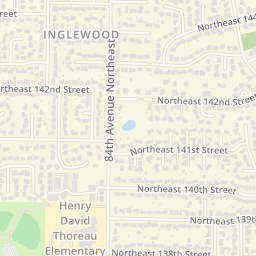 Northeast 144
INGLEWOOD
84th Avenue Northeast
Northeast 142nd Street
Northeast 142nd Street
Northeast 141st Street
Northeast 140th Street
Henry
David
Thoreau
Elementary
Northeast 139th
Northeast 138th Street